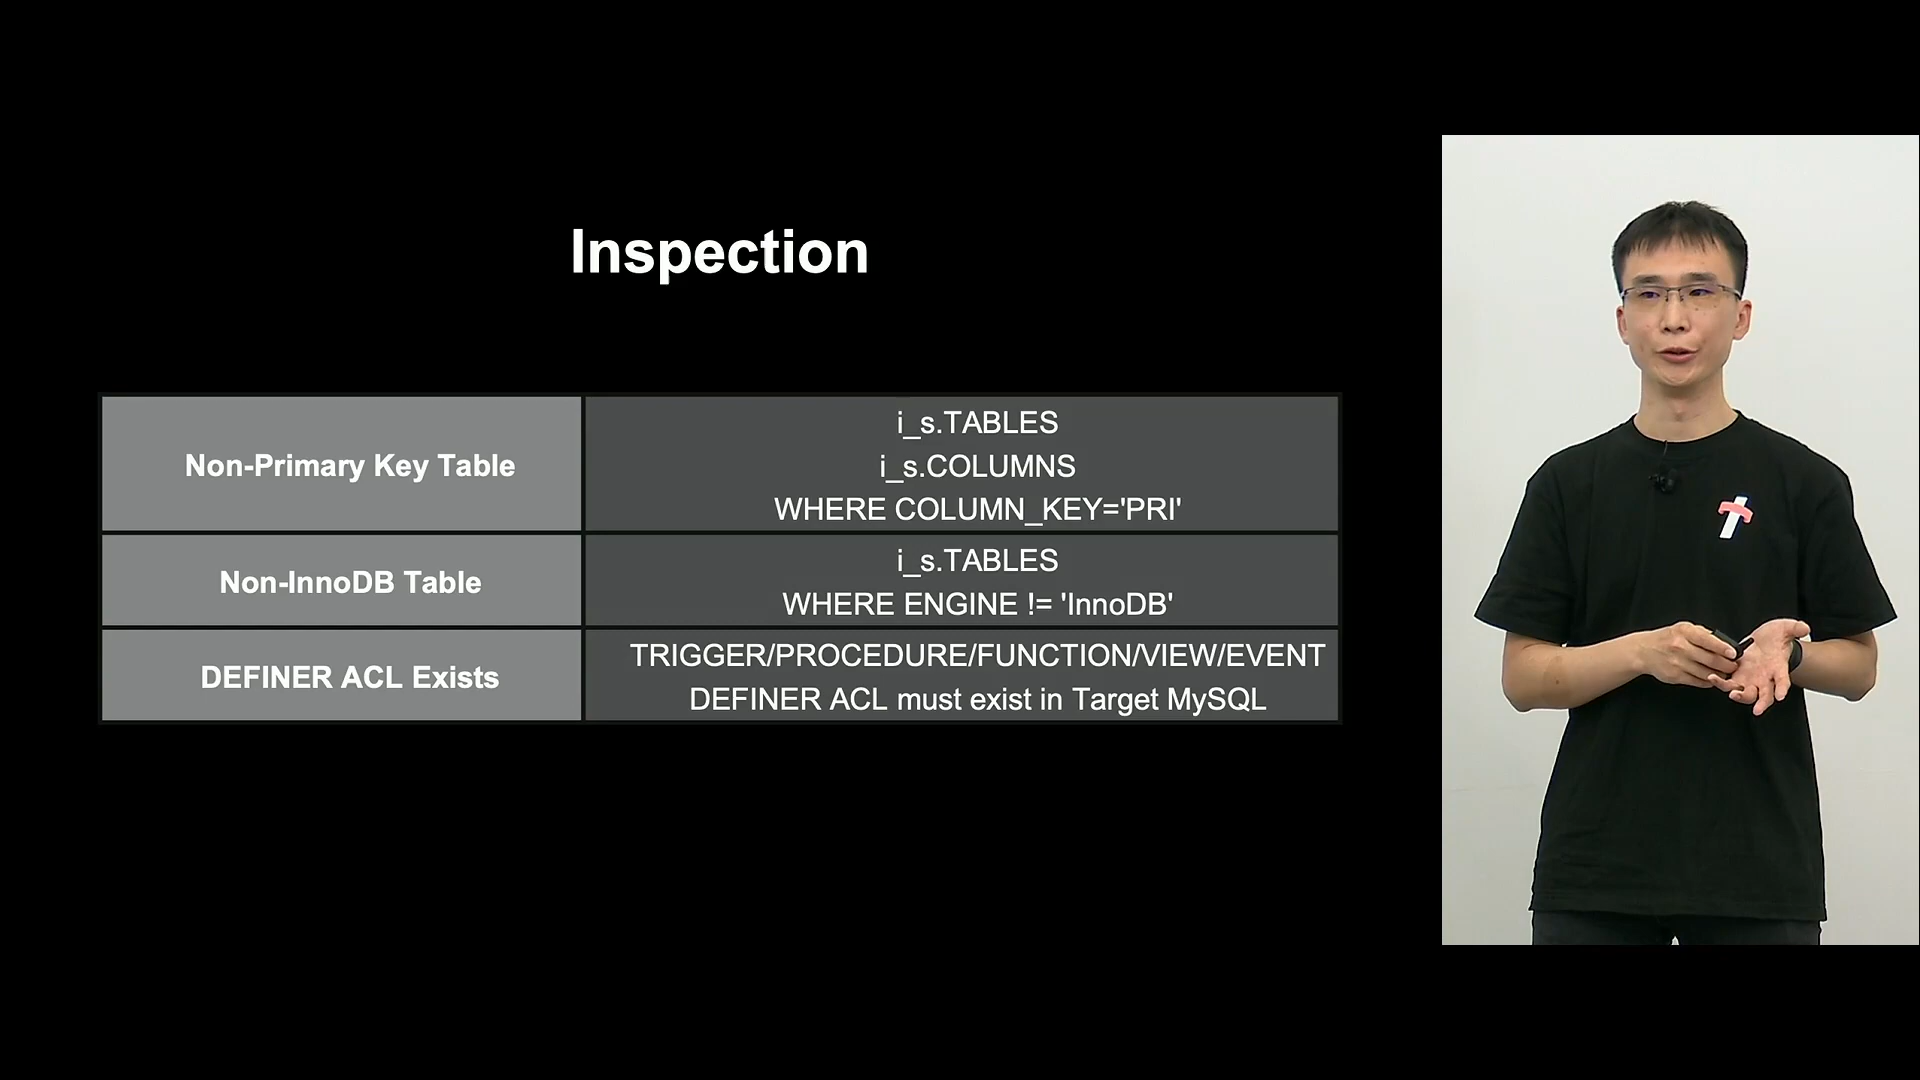 Inspection
Non-Primary Key Table
i_s.TABLES
i_s.COLUMNS
WHERE COLUMN_KEY='PRI'
Non-InnoDB Table
i_s.TABLES
WHERE ENGINE != 'InnoDB'
DEFINER ACL Exists
TRIGGER/PROCEDURE/FUNCTION/VIEW/EVENT
DEFINER ACL must exist in Target MySQL